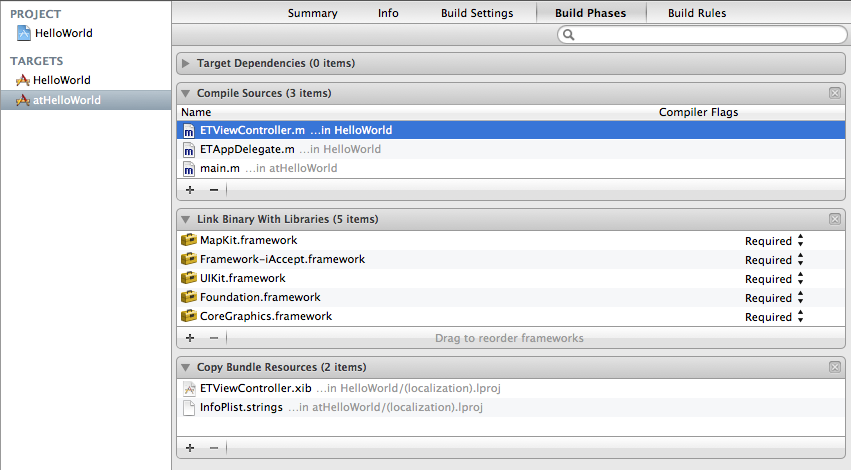 PROJECT
HelloWorld
TARGETS
HelloWorld
atHelloWorld
Summary Info Build Settings Build Phases Build Rules
Target Dependencies (0 items)
Compile Sources (3 items)
Name Compiler Flags
ETViewController.m ...in HelloWorld
ETAppDelegate.m ...in HelloWorld
main.m ...in atHelloWorld
Link Binary With Libraries (5 items)
MapKit.framework Required
Framework-iAccept.framework Required
UIKit.framework Required
Foundation.framework Required
CoreGraphics.framework Required
Drag to reorder frameworks
Copy Bundle Resources (2 items)
ETViewController.xib ...in HelloWorld/(localization).lproj
InfoPlist.strings ...in atHelloWorld/(localization).lproj